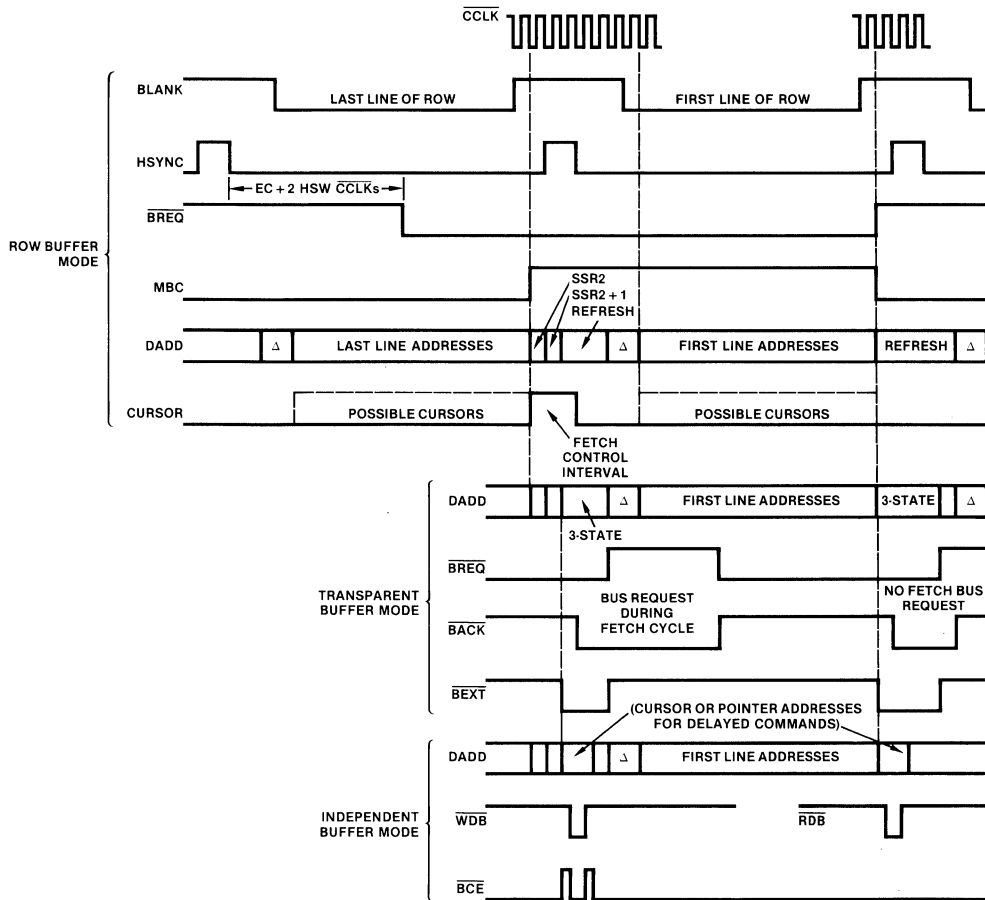 CCLK
BLANK
LAST LINE OF ROW
FIRST LINE OF ROW
HSYNC
EC + 2 HSW CCLKs
BREQ
ROW BUFFER
MODE
MBC
SSR2
SSR2 + 1
REFRESH
DADD
Δ
LAST LINE ADDRESSES
Δ
FIRST LINE ADDRESSES
REFRESH
Δ
CURSOR
POSSIBLE CURSORS
POSSIBLE CURSORS
FETCH
CONTROL
INTERVAL
DADD
Δ
FIRST LINE ADDRESSES
3-STATE
Δ
3-STATE
BREQ
TRANSPARENT
BUFFER MODE
BUS REQUEST
DURING
FETCH CYCLE
NO FETCH BUS
REQUEST
BACK
BEXT
(CURSOR OR POINTER ADDRESSES
FOR DELAYED COMMANDS)
DADD
Δ
FIRST LINE ADDRESSES
INDEPENDENT
BUFFER MODE
WDB
RDB
BCE